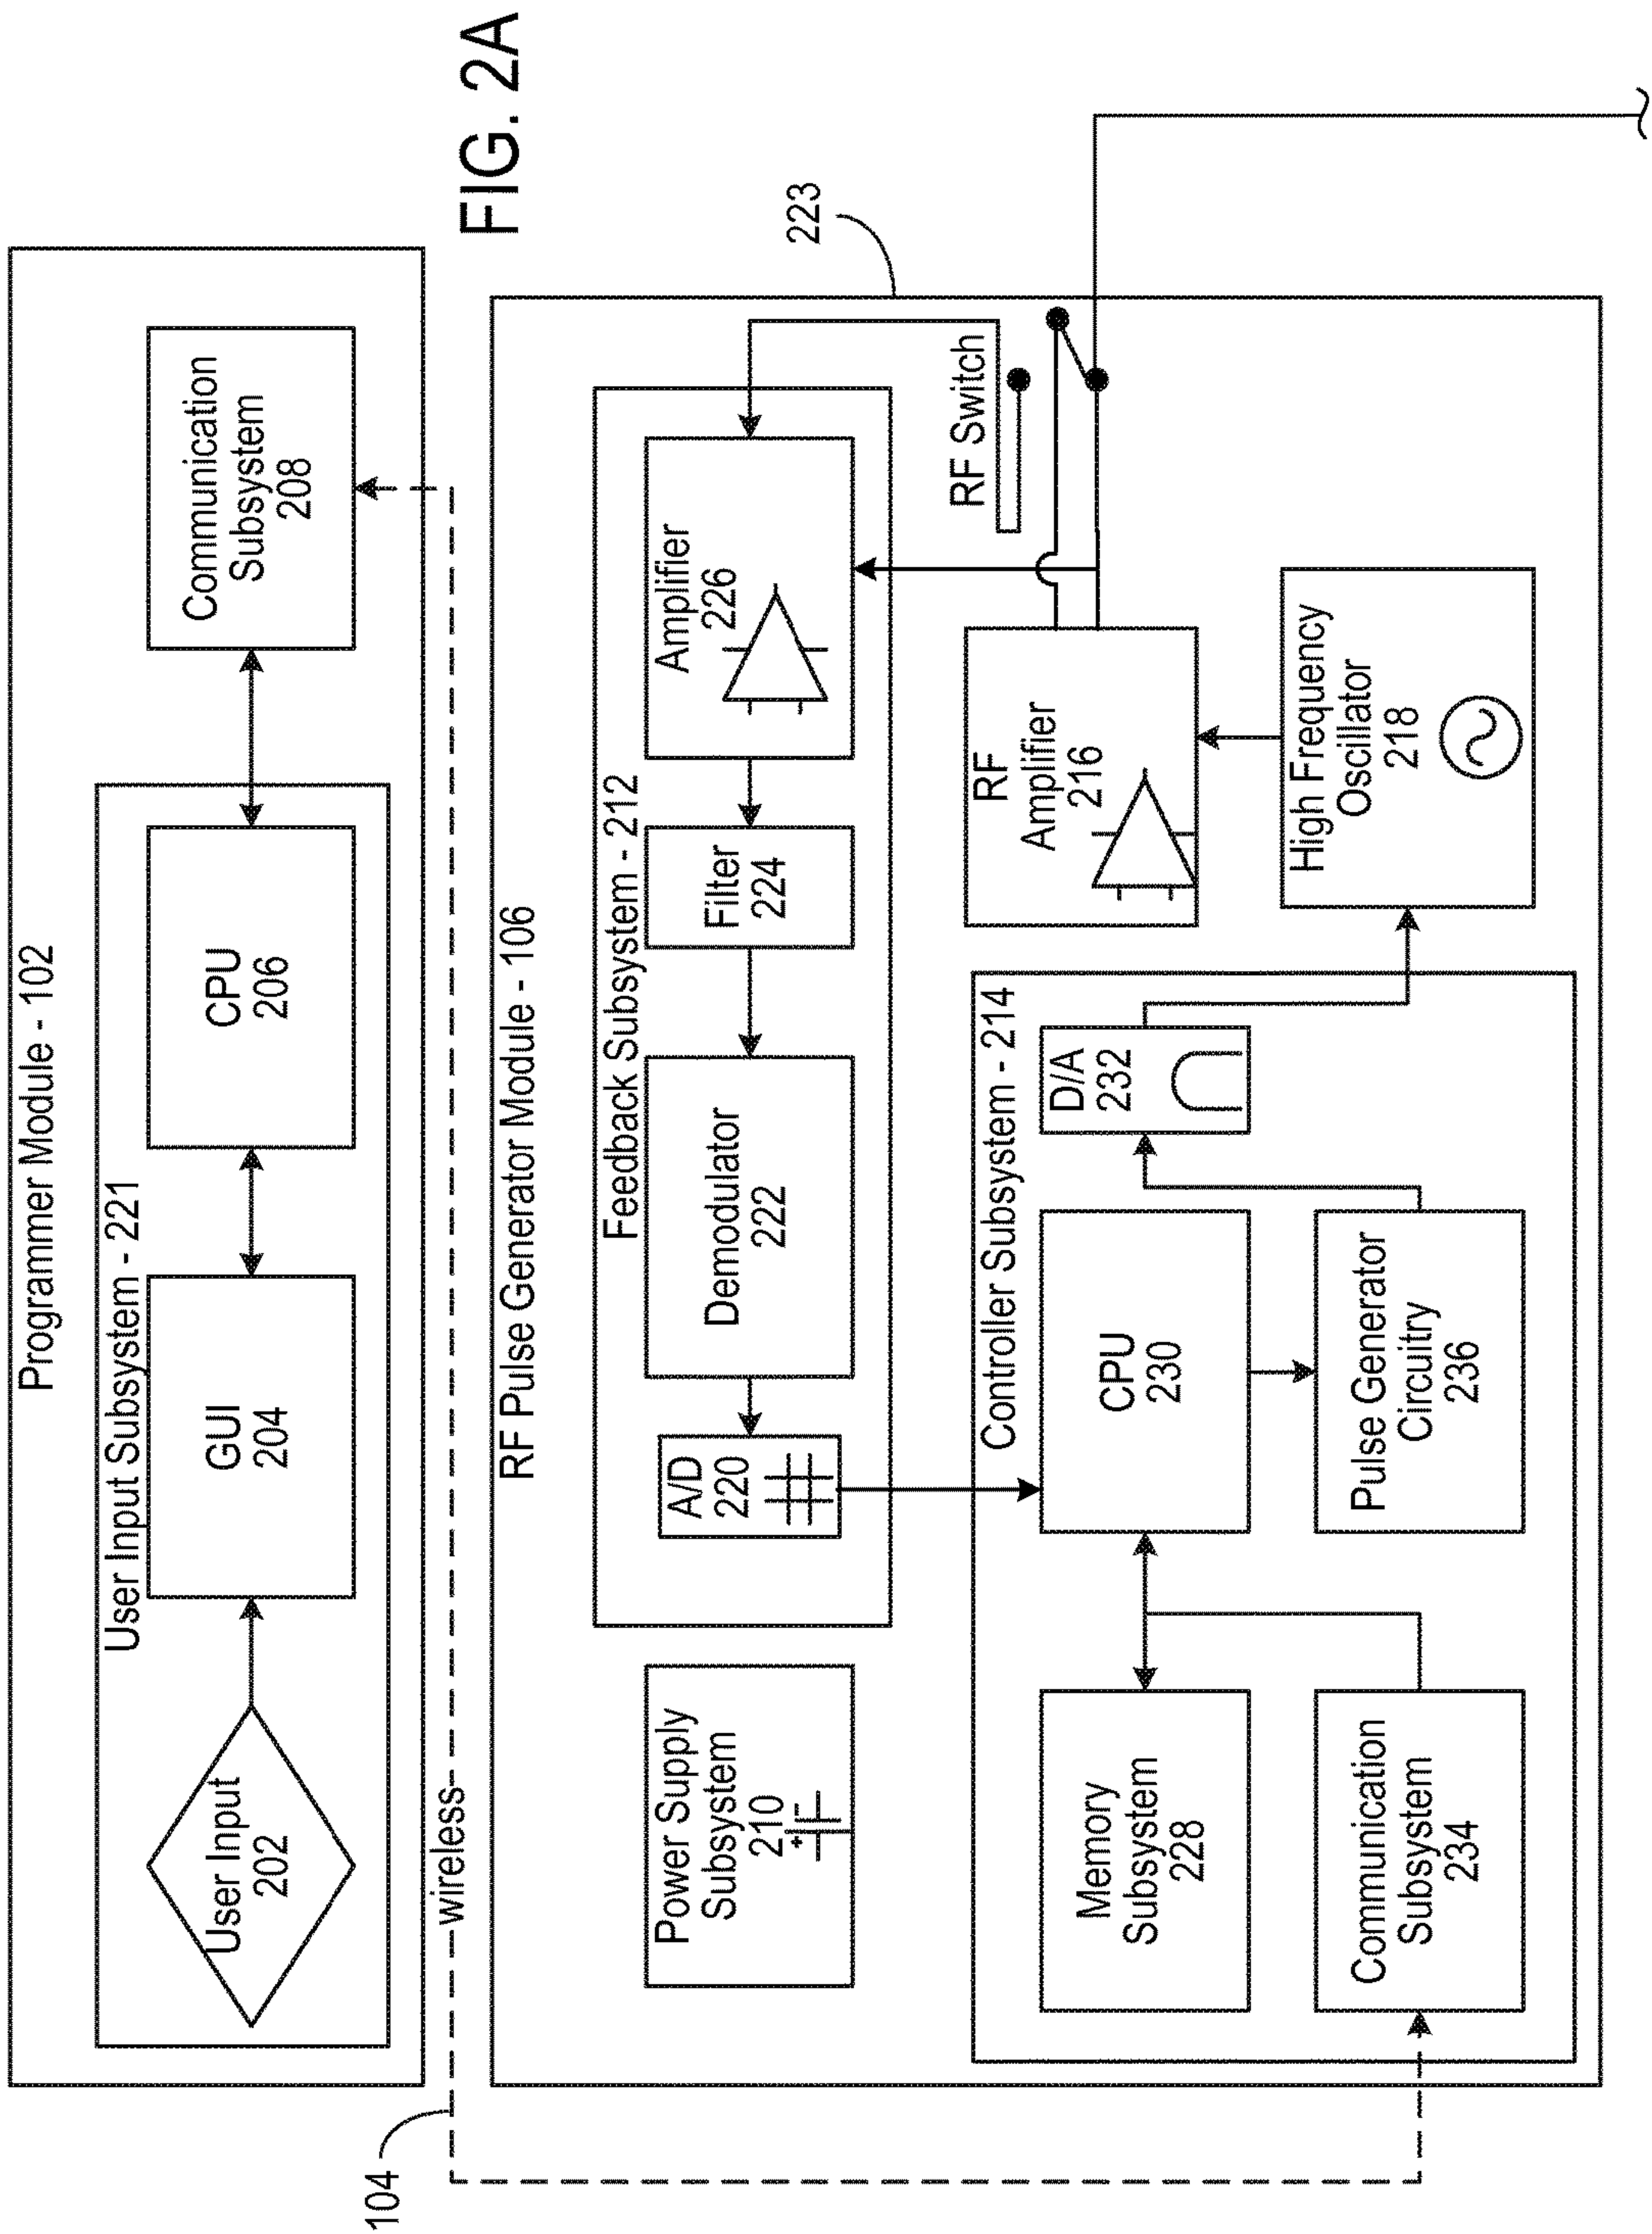 Programmer Module - 102
User Input Subsystem - 221
User Input
202
GUI
204
CPU
206
Communication
Subsystem
208
104
wireless
FIG. 2A
RF Pulse Generator Module - 106
223
Power Supply
Subsystem
210
+
-
Feedback Subsystem - 212
A/D
220
Demodulator
222
Filter
224
Amplifier
226
RF Switch
Controller Subsystem - 214
Memory
Subsystem
228
Communication
Subsystem
234
CPU
230
Pulse Generator
Circuitry
236
D/A
232
RF
Amplifier
216
High Frequency
Oscillator
218